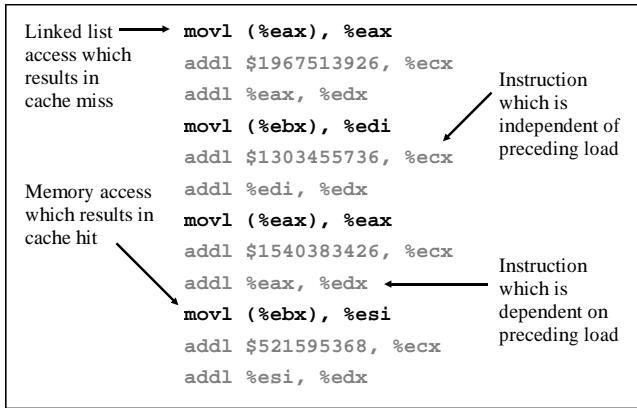 Linked list
access which
results in
cache miss
movl (%eax), %eax
addl $1967513926, %ecx
addl %eax, %edx
movl (%ebx), %edi
addl $1303455736, %ecx
addl %edi, %edx
movl (%eax), %eax
addl $1540383426, %ecx
addl %eax, %edx
movl (%ebx), %esi
addl $521595368, %ecx
addl %esi, %edx
Instruction
which is
independent of
preceding load
Memory access
which results in
cache hit
Instruction
which is
dependent on
preceding load